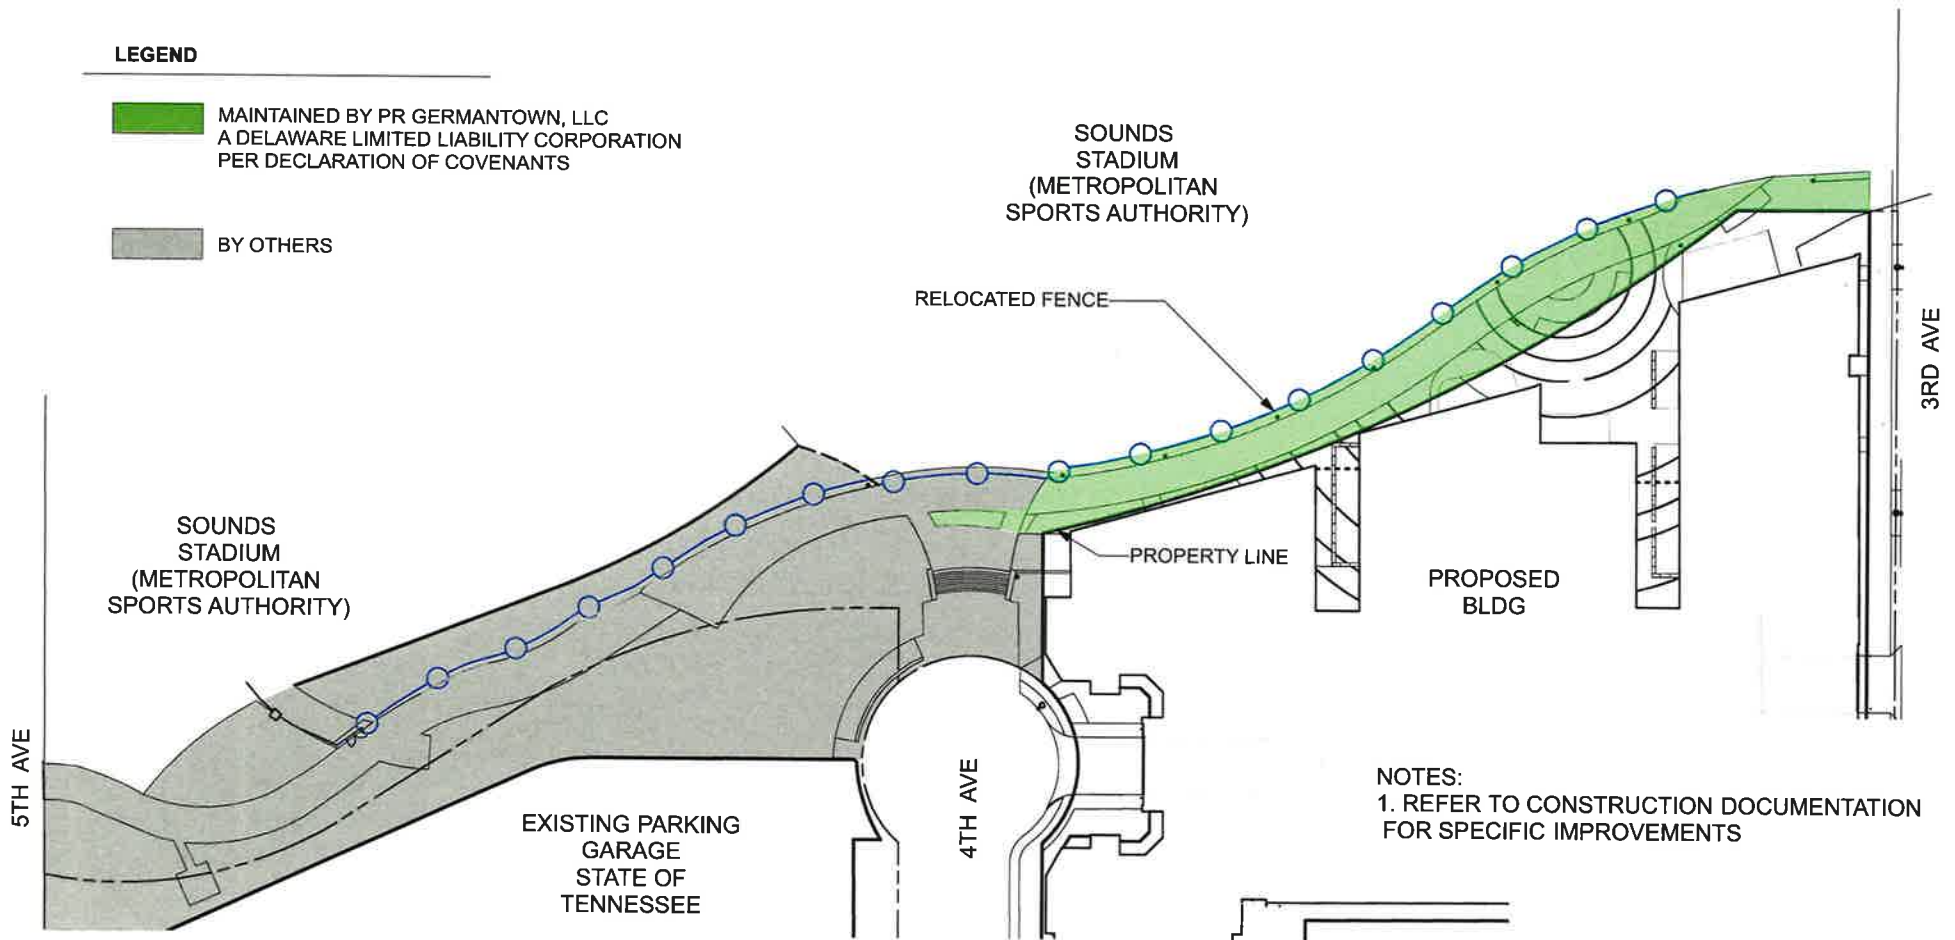 LEGEND
MAINTAINED BY PR GERMANTOWN, LLC
A DELAWARE LIMITED LIABILITY CORPORATION
PER DECLARATION OF COVENANTS
BY OTHERS
SOUNDS
STADIUM
(METROPOLITAN
SPORTS AUTHORITY)
RELOCATED FENCE
3RD AVE
SOUNDS
STADIUM
(METROPOLITAN
SPORTS AUTHORITY)
PROPERTY LINE
PROPOSED
BLDG
5TH AVE
EXISTING PARKING
GARAGE
STATE OF
TENNESSEE
4TH AVE
NOTES:
1. REFER TO CONSTRUCTION DOCUMENTATION
FOR SPECIFIC IMPROVEMENTS